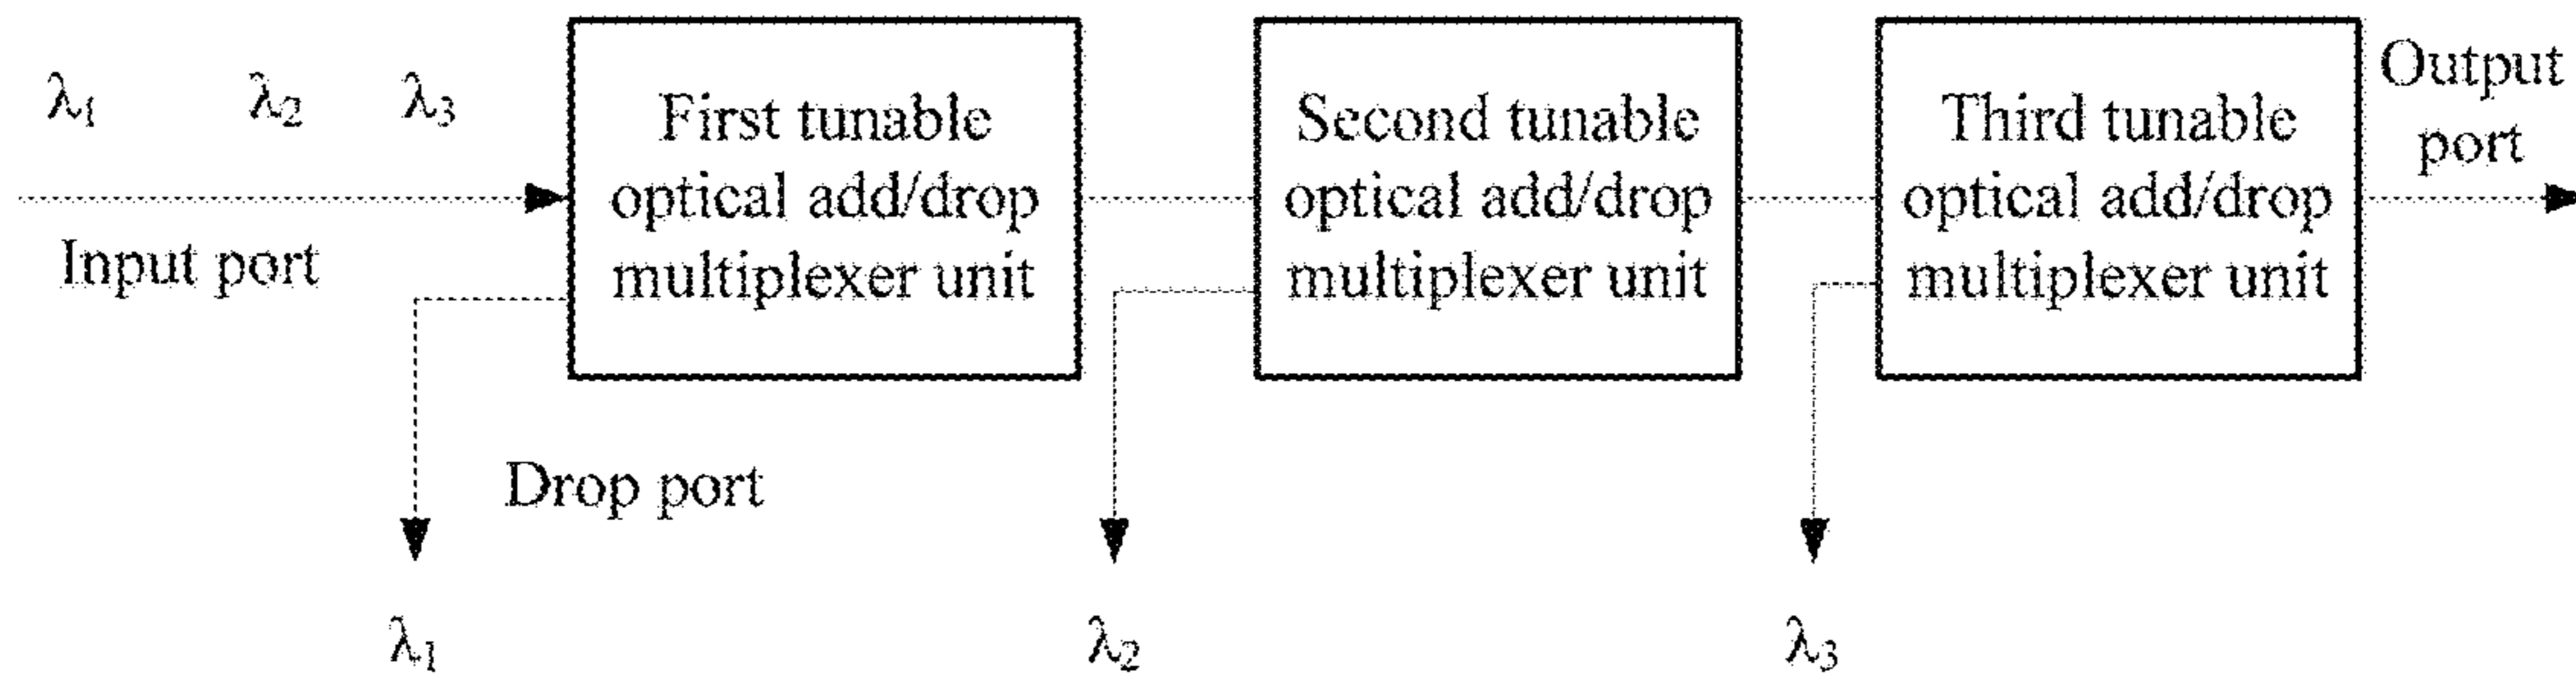 λ1 λ2 λ3
Input port
First tunable
optical add/drop
multiplexer unit
Second tunable
optical add/drop
multiplexer unit
Third tunable
optical add/drop
multiplexer unit
Output
port
Drop port
λ1
λ2
λ3